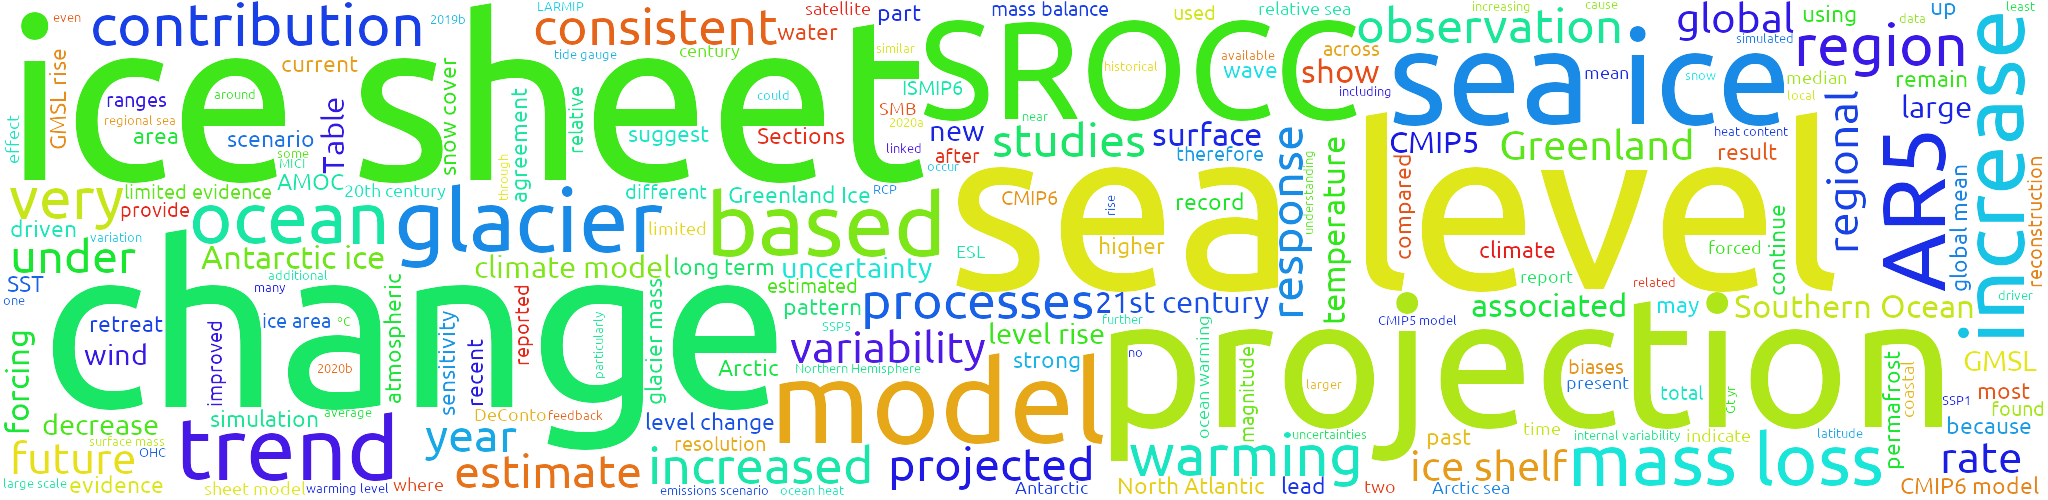 even
2019b
LARMIP
satellite
part
mass balance
used
relative sea
increasing
cause
global
using
up
least
contribution
consistent
water
century
tide gauge
similar
SROCC
observation
data
simulated
region
GMSL rise
current
ice sheet
snow cover
historical
available
across
wave
show
including
sea ice
mean
snow
median
local
remain
large
increase
ranges
around
regional sea
Table
could
relative
ISMIP6
SMB
2020a
near
effect
area
scenario
some
MICI
agreement
suggest
Sections
linked
new
after
studies
surface
therefore
occur
CMIP5
Greenland
heat content
result
regional
AR5
global mean
reconstruction
very
limited evidence
AMOC
20th century
through
different
Greenland Ice
RCP
CMIP6
rise
record
response
understanding
temperature
compared
provide
driven
variation
ocean
glacier
limited
based
sea level
higher
ESL
climate
forced
continue
under
Antarctic ice
additional
climate model
long term
uncertainty
estimated
report
related
SST
one
many
change
atmospheric
pattern
processes
21st century
associated
may
Southern Ocean
driver
retreat
ice area
°C
sensitivity
reported
particularly
glacier mass
SSP5
further
level rise
CMIP5 model
forcing
wind
improved
2020b
recent
Arctic
variability
Northern Hemisphere
strong
no
ocean warming
magnitude
larger
projection
biases
present
total
Gt yr
permafrost
coastal
GMSL
SSP1
most
found
decrease
simulation
average
DeConto
feedback
level change
model
uncertainties
past
time
internal variability
indicate
latitude
because
surface mass
OHC
trend
year
resolution
future
estimate
increased
projected
warming
ice shelf
mass loss
rate
large scale
evidence
sheet model
warming level
where
emissions scenario
ocean heat
Antarctic
North Atlantic
lead
two
Arctic sea
CMIP6 model